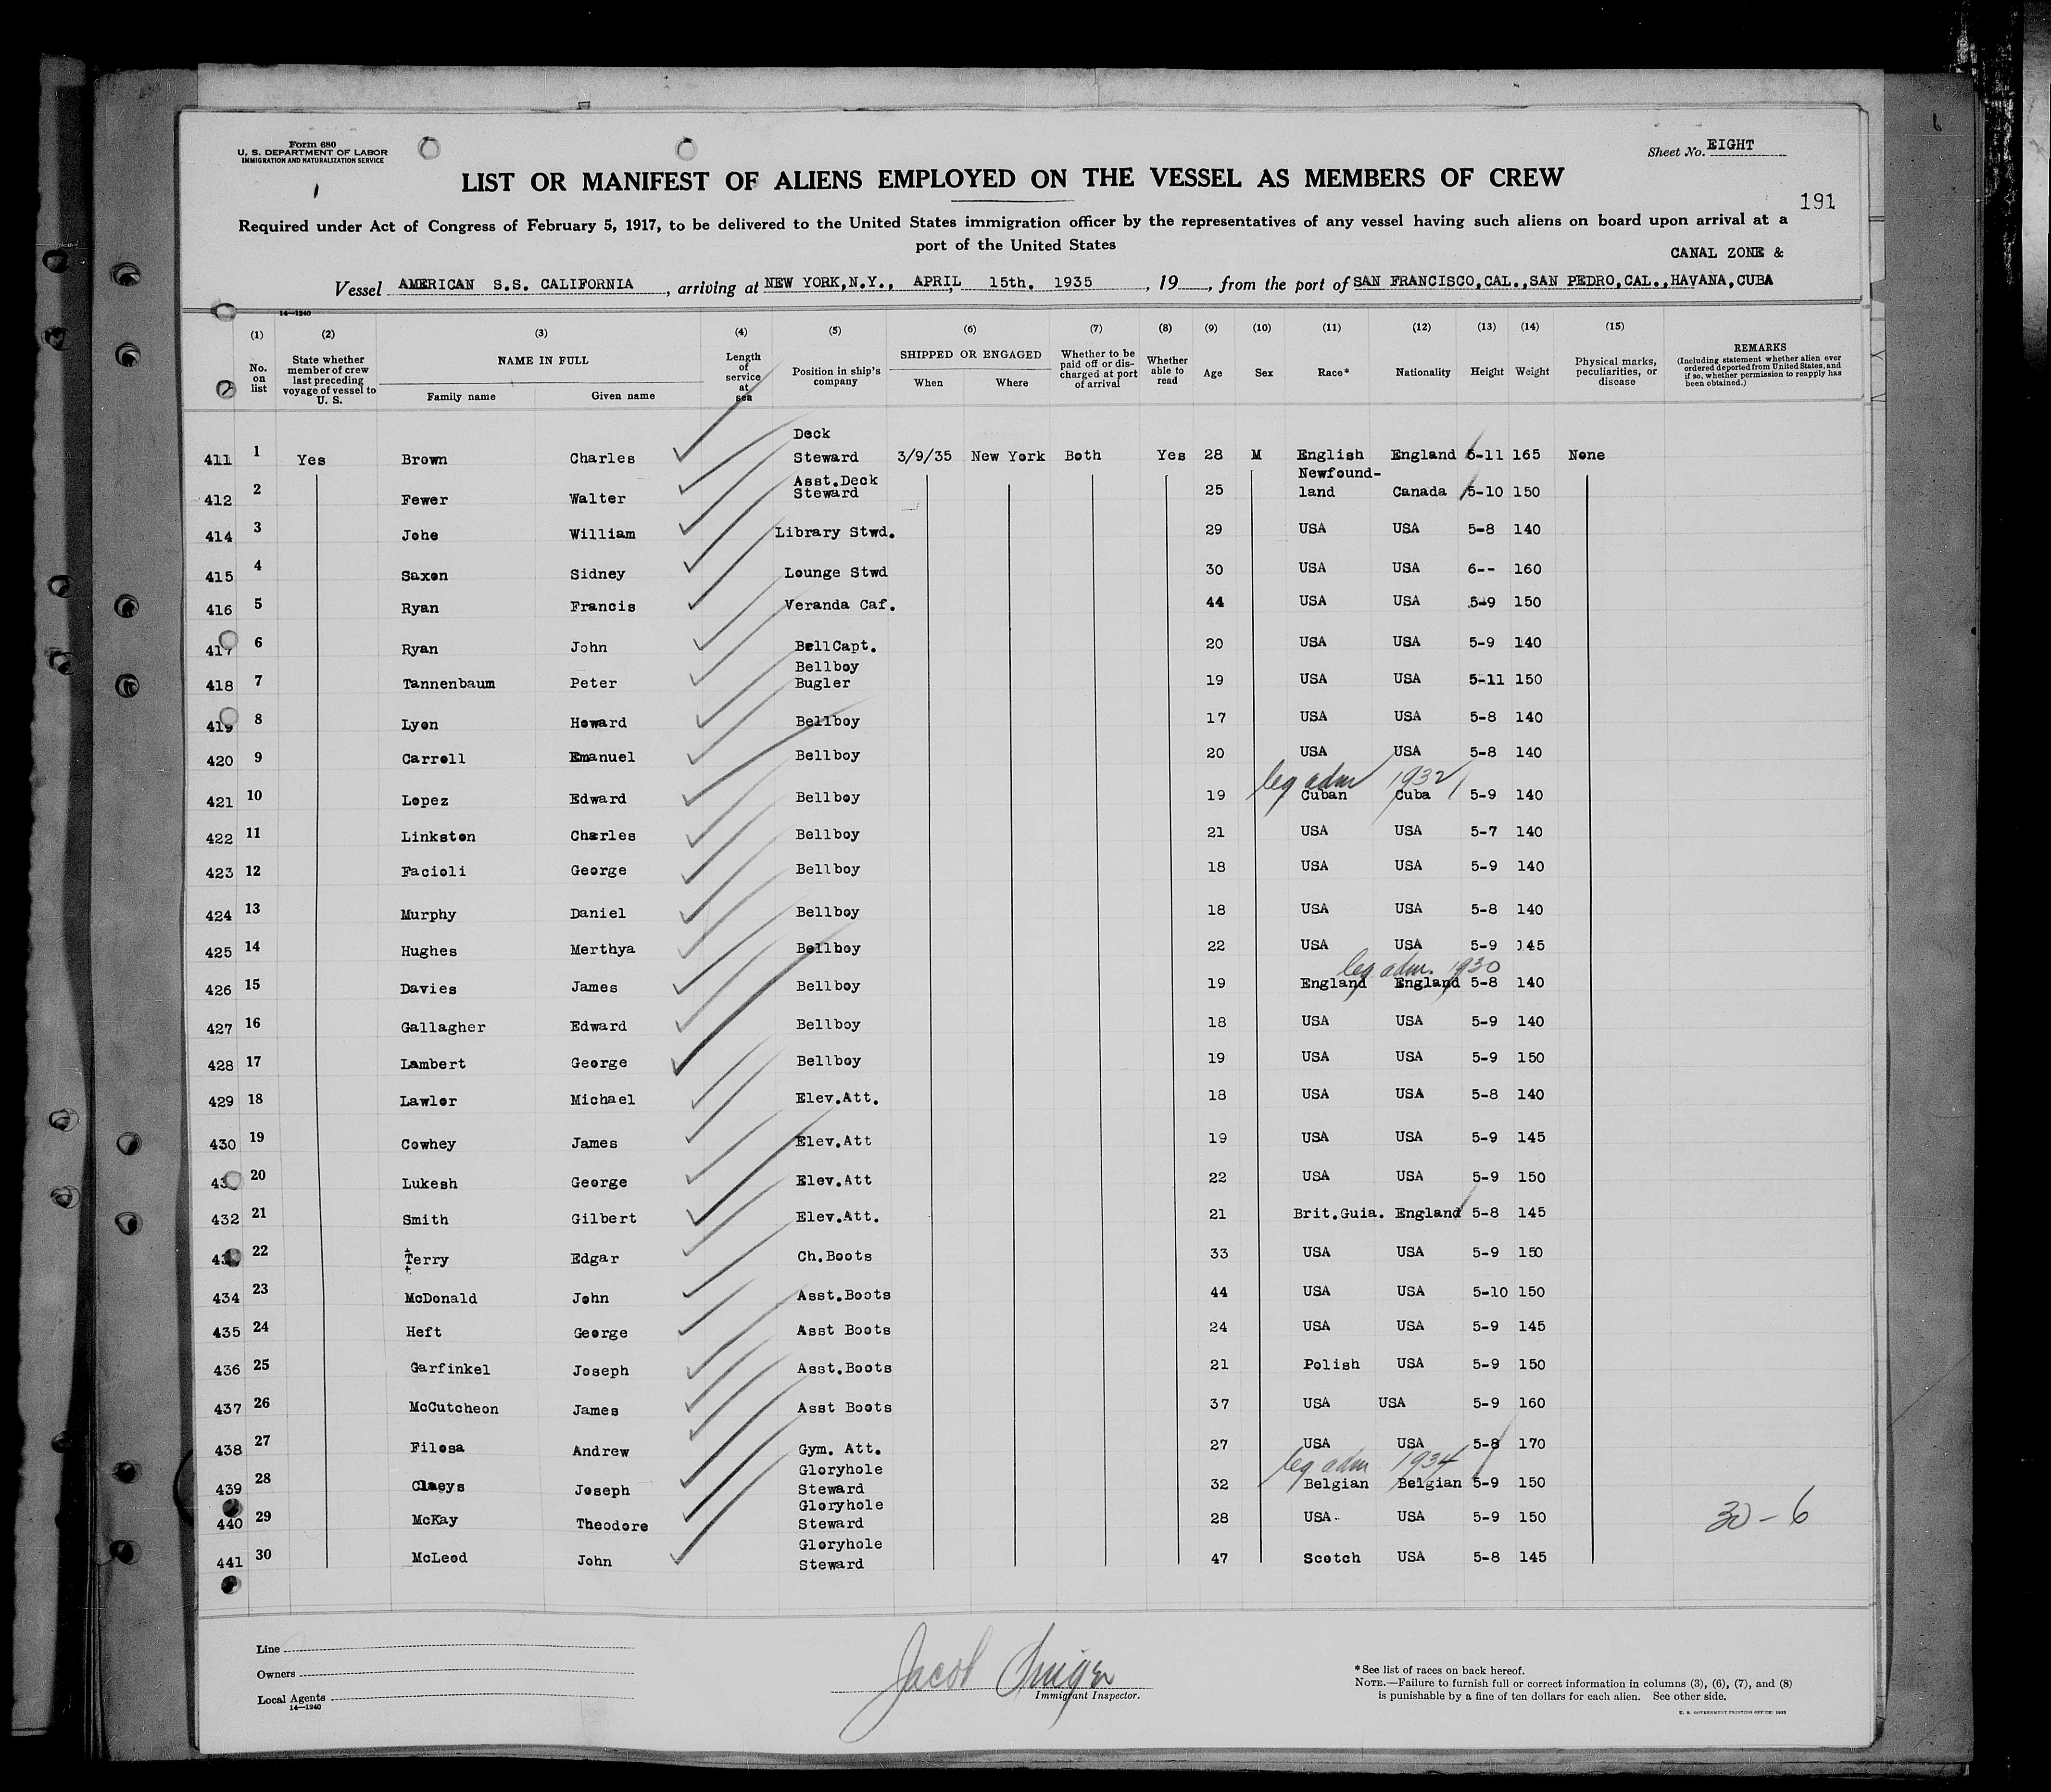 Form 680
U. S. DEPARTMENT OF LABOR
IMMIGRATION AND NATURALIZATION SERVICE
Sheet No. EIGHT
LIST OR MANIFEST OF ALIENS EMPLOYED ON THE VESSEL AS MEMBERS OF CREW
191
Required under Act of Congress of February 5, 1917, to be delivered to the United States immigration officer by the representatives of any vessel having such aliens on board upon arrival at a
port of the United States
CANAL ZONE &
Vessel AMERICAN S.S. CALIFORNIA, arriving at NEW YORK, N.Y., APRIL 15th. 1935, 19, from the port of SAN FRANCISCO, CAL., SAN PEDRO, CAL., HAVANA, CUBA
14—1240
(1) (2) (3) (4) (5) (6) (7) (8) (9) (10) (11) (12) (13) (14) (15)
No. on list
State whether member of crew last preceding voyage of vessel to U. S.
NAME IN FULL
Family name
Given name
Length of service at sea
Position in ship's company
SHIPPED OR ENGAGED
When
Where
Whether to be paid off or discharged at port of arrival
Whether able to read
Age
Sex
Race*
Nationality
Height
Weight
Physical marks, peculiarities, or disease
REMARKS
(Including statement whether alien ever ordered deported from United States, and if so, whether permission to reapply has been obtained.)
411 1 Yes Brown Charles Deck Steward 3/9/35 New York Both Yes 28 M English England 5-11 165 None
412 2 Fewer Walter Asst.Deck Steward 25 Newfound-land Canada 5-10 150
414 3 Johe William Library Stwd. 29 USA USA 5-8 140
415 4 Saxon Sidney Lounge Stwd 30 USA USA 6-- 160
416 5 Ryan Francis Veranda Caf. 44 USA USA 5-9 150
417 6 Ryan John BellCapt. 20 USA USA 5-9 140
418 7 Tannenbaum Peter Bellboy Bugler 19 USA USA 5-11 150
419 8 Lyon Howard Bellboy 17 USA USA 5-8 140
420 9 Carroll Emanuel Bellboy 20 USA USA 5-8 140
leg adm 1932
421 10 Lopez Edward Bellboy 19 Cuban Cuba 5-9 140
422 11 Linkston Charles Bellboy 21 USA USA 5-7 140
423 12 Facioli George Bellboy 18 USA USA 5-9 140
424 13 Murphy Daniel Bellboy 18 USA USA 5-8 140
425 14 Hughes Merthya Bellboy 22 USA USA 5-9 145
leg adm. 1930
426 15 Davies James Bellboy 19 England England 5-8 140
427 16 Gallagher Edward Bellboy 18 USA USA 5-9 140
428 17 Lambert George Bellboy 19 USA USA 5-9 150
429 18 Lawlor Michael Elev.Att. 18 USA USA 5-8 140
430 19 Cowhey James Elev.Att 19 USA USA 5-9 145
43 20 Lukesh George Elev.Att 22 USA USA 5-9 150
432 21 Smith Gilbert Elev.Att. 21 Brit.Guia. England 5-8 145
43 22 Terry Edgar Ch.Boots 33 USA USA 5-9 150
434 23 McDonald John Asst.Boots 44 USA USA 5-10 150
435 24 Heft George Asst Boots 24 USA USA 5-9 145
436 25 Garfinkel Joseph Asst.Boots 21 Polish USA 5-9 150
437 26 McCutcheon James Asst Boots 37 USA USA 5-9 160
438 27 Filosa Andrew Gym. Att. 27 USA USA 5-8 170
leg adm 1934
439 28 Claeys Joseph Gloryhole Steward 32 Belgian Belgian 5-9 150
440 29 McKay Theodore Gloryhole Steward 28 USA- USA 5-9 150 30 - 6
441 30 McLeod John Gloryhole Steward 47 Scotch USA 5-8 145
Line
Owners
Local Agents
14—1240
Jacob
Immigrant Inspector.
*See list of races on back hereof.
NOTE.—Failure to furnish full or correct information in columns (3), (6), (7), and (8)
is punishable by a fine of ten dollars for each alien. See other side.